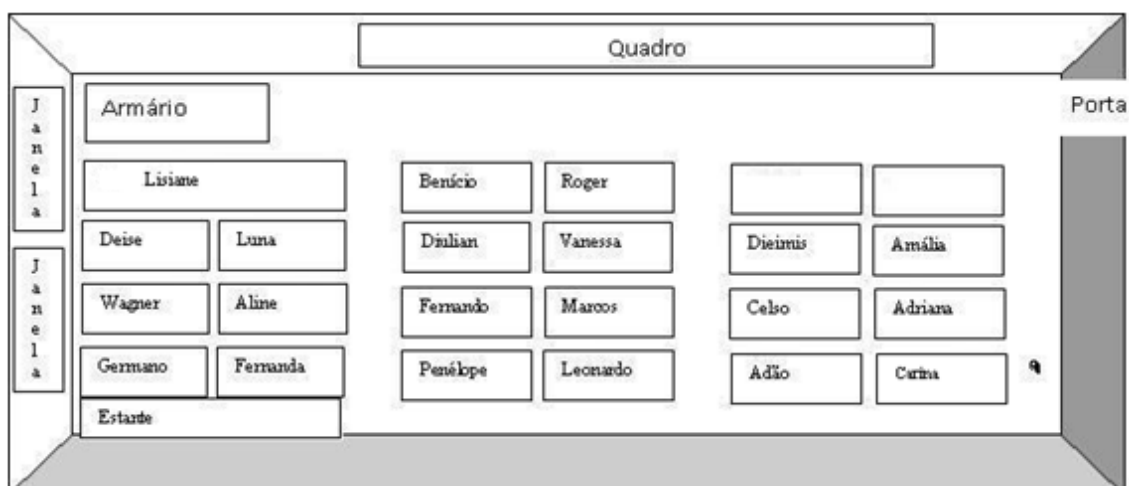 Quadro
Armário
Porta
Janela
Janela
Lisiane
Benício Roger
Deise Luna Diulian Vanessa Dieimis Amália
Wagner Aline Fernando Marcos Celso Adriana
Germano Fernanda Penélope Leonardo Adão Carina
Estante